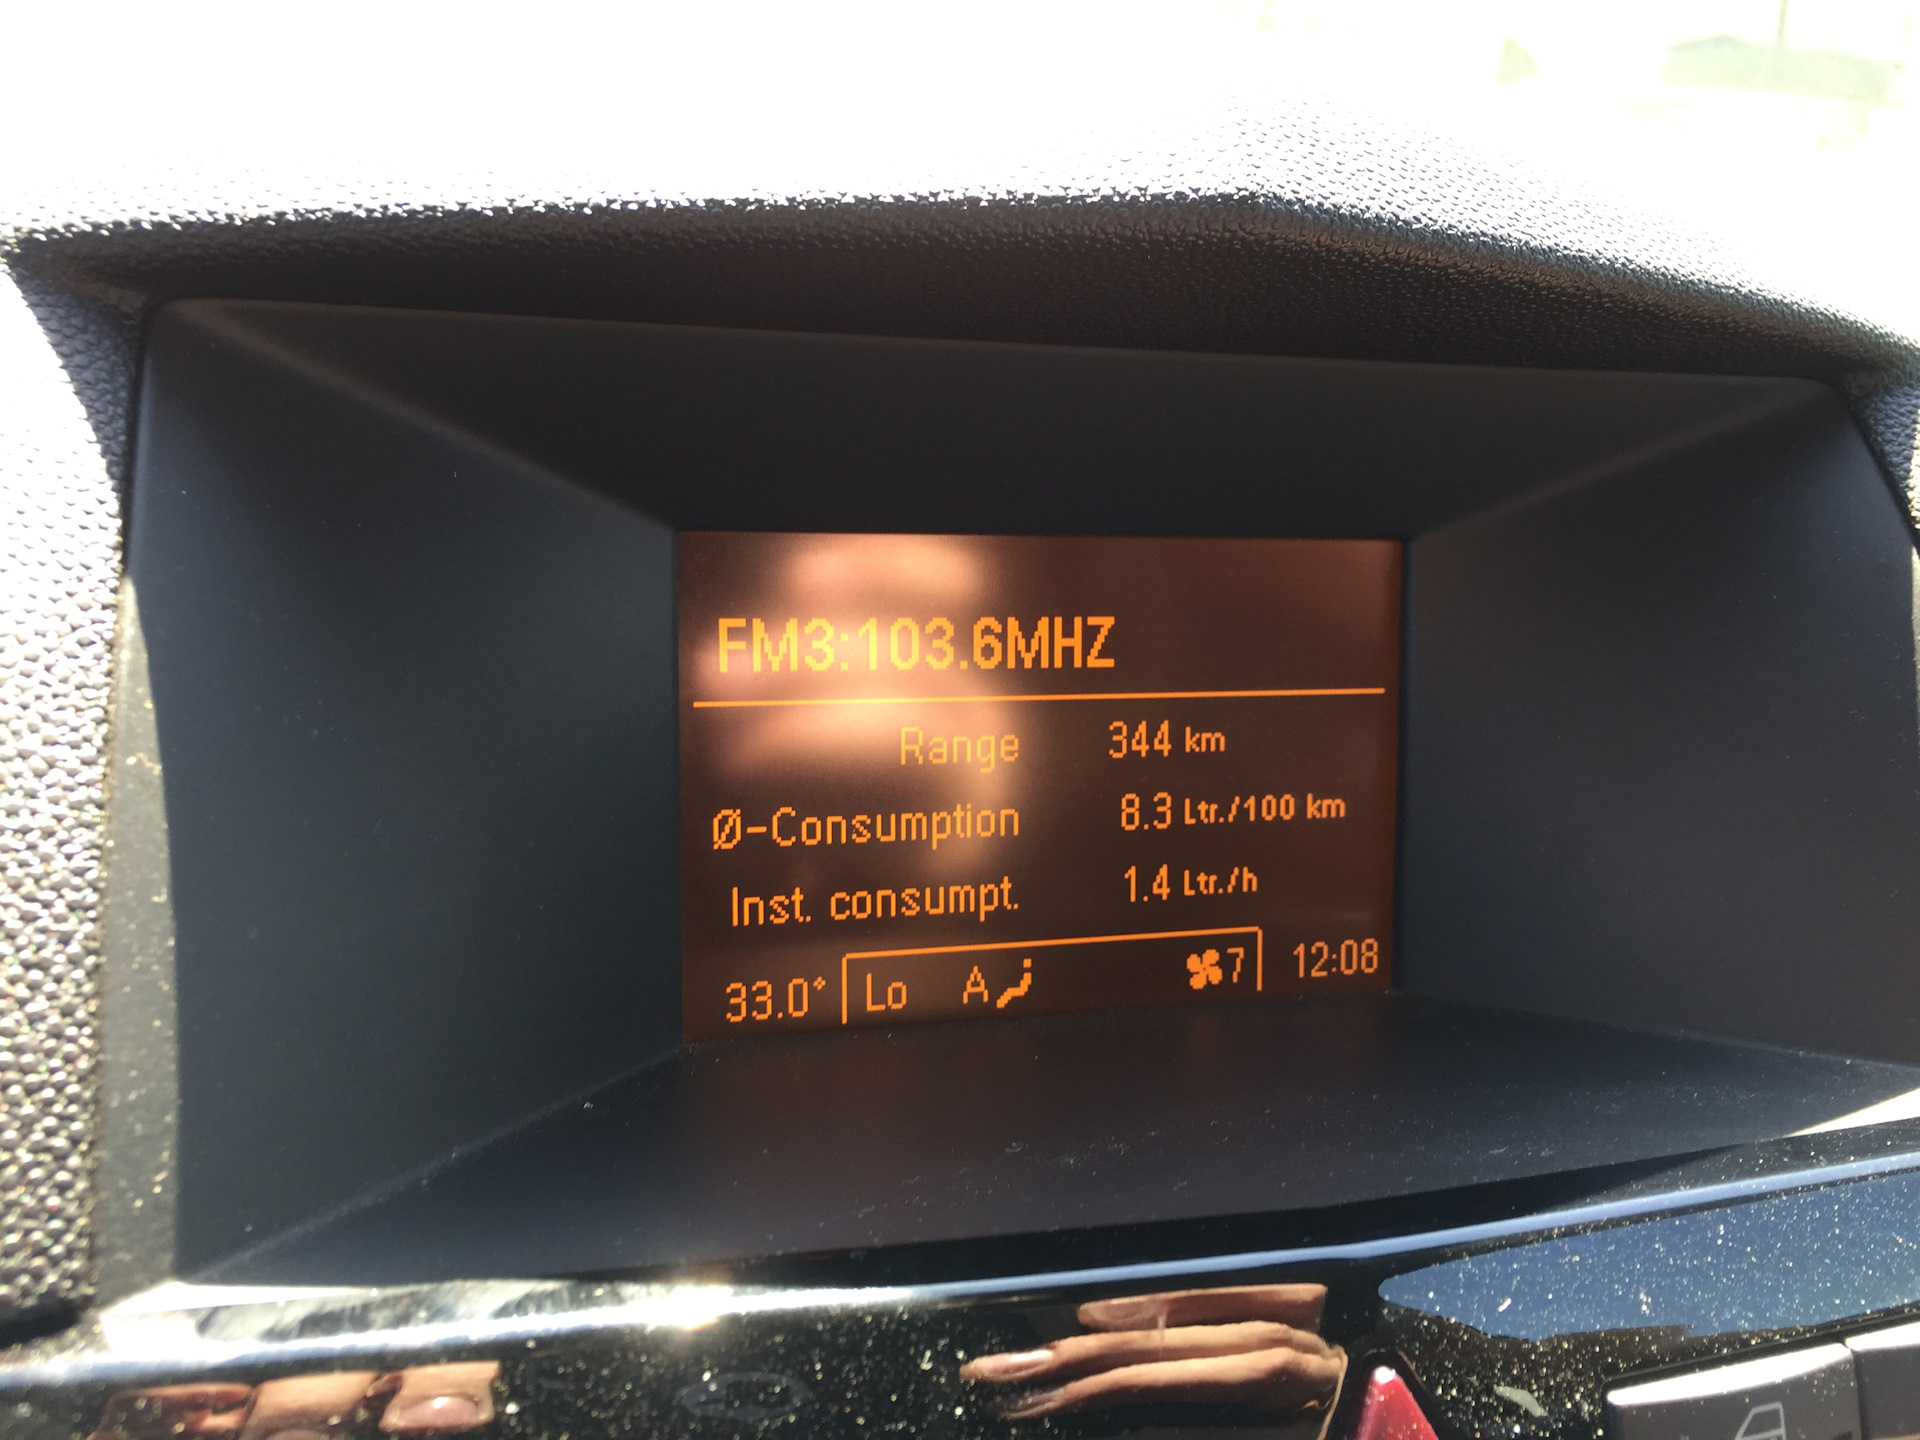 FM3:103.6MHZ
Range 344 km
Ø-Consumption 8.3 Ltr./100 km
Inst. consumpt. 1.4 Ltr./h
33.0° Lo A 7 12:08